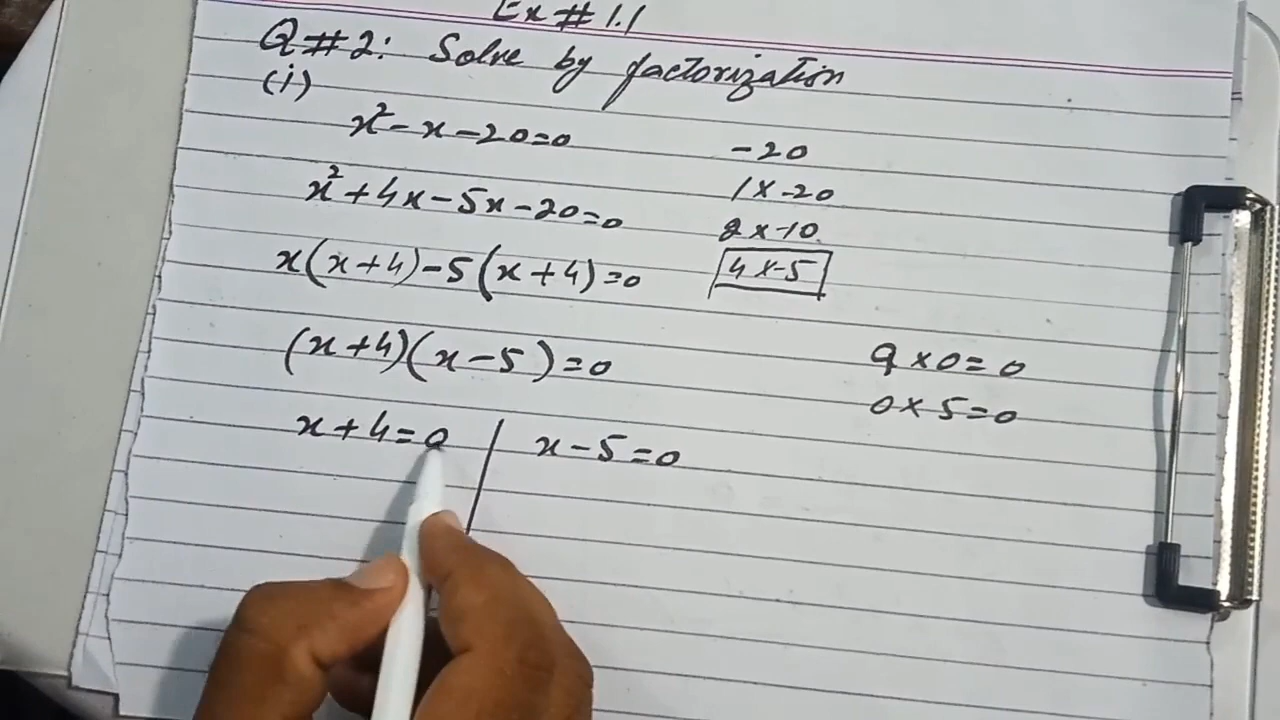 Ex # 1.1
Q # 2: Solve by factorization
(i)
x² - x - 20 = 0
x² + 4x - 5x - 20 = 0
x(x + 4) - 5(x + 4) = 0
(x + 4)(x - 5) = 0
x + 4 = 0 | x - 5 = 0
-20
1 x -20
2 x -10
4 x -5
9 x 0 = 0
0 x 5 = 0